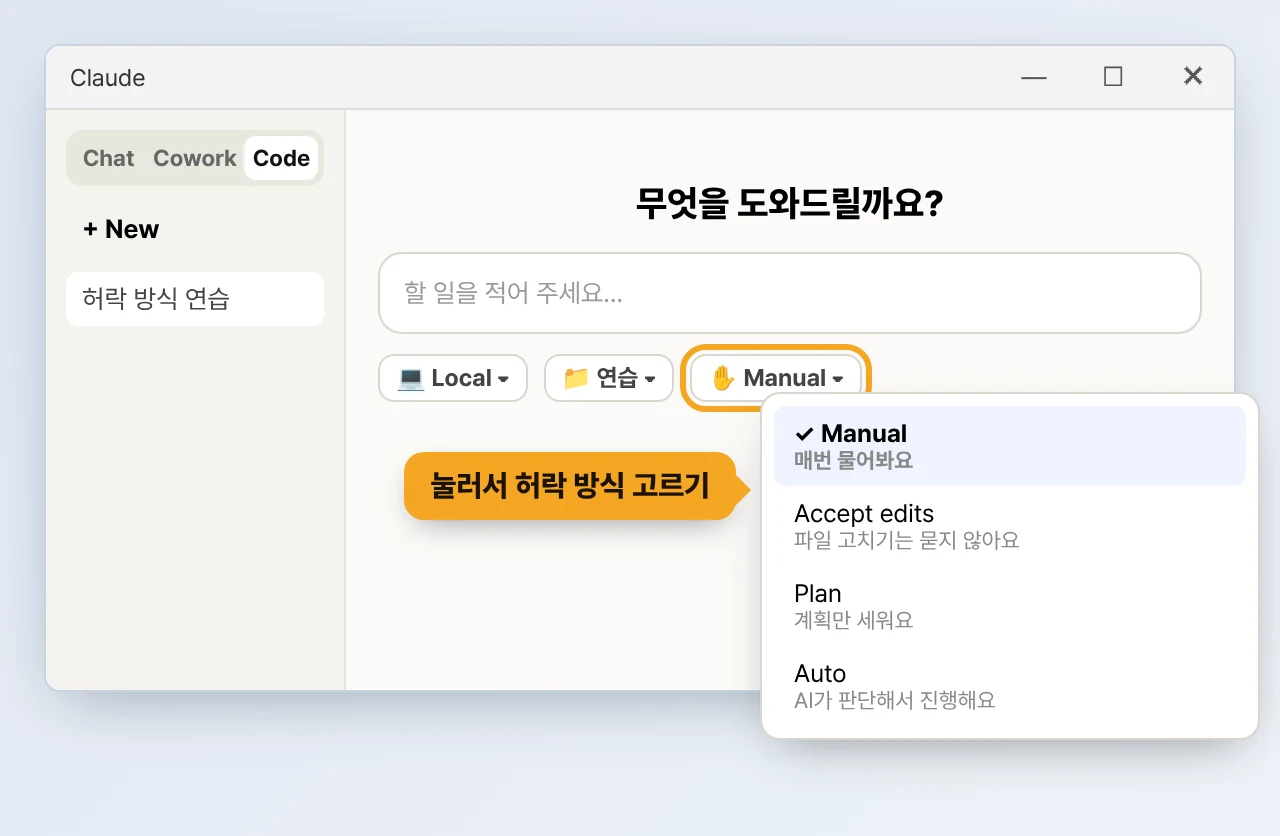 Claude
Chat Cowork Code
+ New
허락 방식 연습
무엇을 도와드릴까요?
할 일을 적어 주세요...
Local
연습
Manual
눌러서 허락 방식 고르기
✓ Manual
매번 물어봐요
Accept edits
파일 고치기는 묻지 않아요
Plan
계획만 세워요
Auto
AI가 판단해서 진행해요